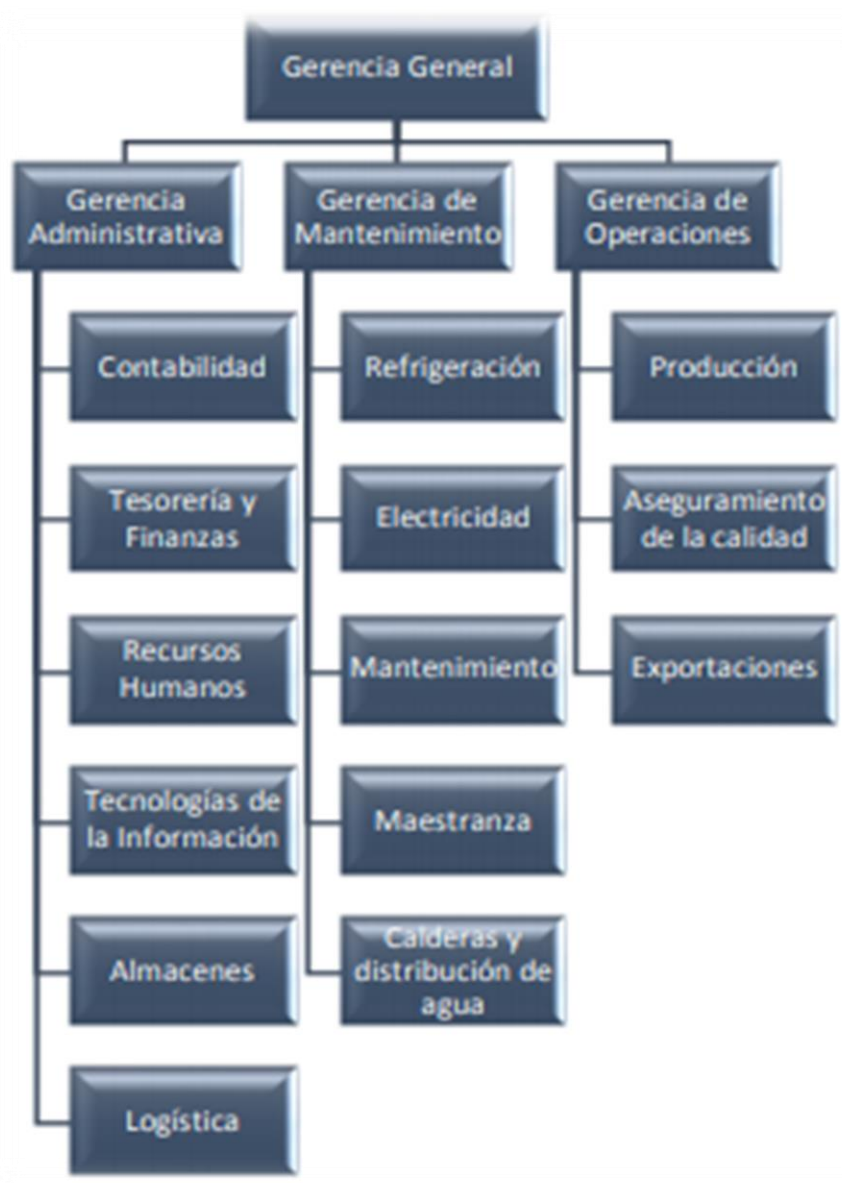 Gerencia General
Gerencia
Administrativa
Contabilidad
Tesorería y
Finanzas
Recursos
Humanos
Tecnologías de
la Información
Almacenes
Logística
Gerencia de
Mantenimiento
Refrigeración
Electricidad
Mantenimiento
Maestranza
Calderas y
distribución de
agua
Gerencia de
Operaciones
Producción
Aseguramiento
de la calidad
Exportaciones